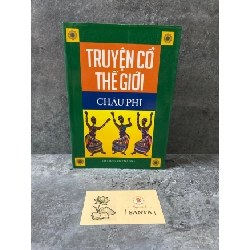 TRUYỆN CỔ
THẾ GIỚI
CHÂU PHI
[ SANTA ]